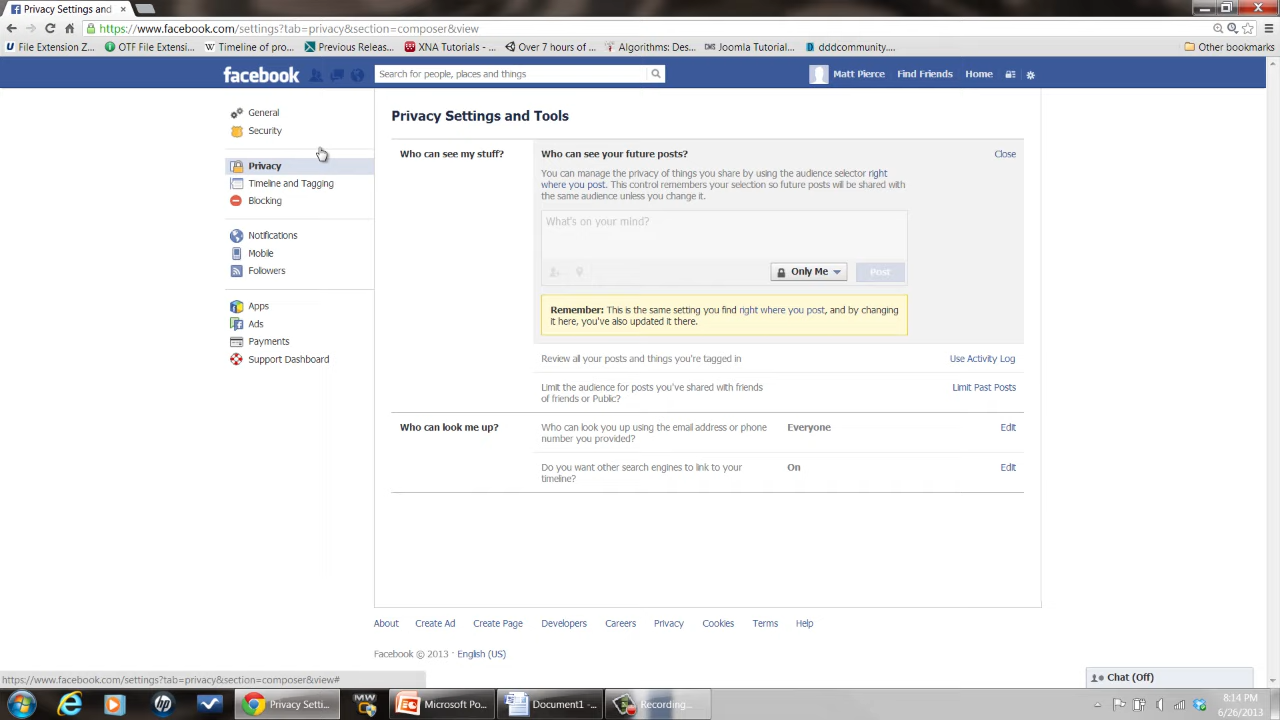 Privacy Settings and
https://www.facebook.com/settings?tab=privacy&section=composer&view
File Extension Z...
OTF File Extensi...
Timeline of pro...
Previous Releas...
XNA Tutorials - ...
Over 7 hours of ...
Algorithms: Des...
Joomla Tutorial...
dddcommunity...
Other bookmarks
facebook
Search for people, places and things
Matt Pierce
Find Friends
Home
General
Security
Privacy
Timeline and Tagging
Blocking
Notifications
Mobile
Followers
Apps
Ads
Payments
Support Dashboard
Privacy Settings and Tools
Who can see my stuff?
Who can see your future posts?
Close
You can manage the privacy of things you share by using the audience selector right
where you post. This control remembers your selection so future posts will be shared with
the same audience unless you change it.
What's on your mind?
Only Me
Post
Remember: This is the same setting you find right where you post, and by changing
it here, you've also updated it there.
Review all your posts and things you're tagged in
Use Activity Log
Limit the audience for posts you've shared with friends
of friends or Public?
Limit Past Posts
Who can look me up?
Who can look you up using the email address or phone
number you provided?
Everyone
Edit
Do you want other search engines to link to your
timeline?
On
Edit
About
Create Ad
Create Page
Developers
Careers
Privacy
Cookies
Terms
Help
Facebook © 2013 · English (US)
https://www.facebook.com/settings?tab=privacy&section=composer&view#
Chat (Off)
Privacy Setti...
MW
Microsoft Po...
Document1 -...
Recording...
8:14 PM
6/26/2013